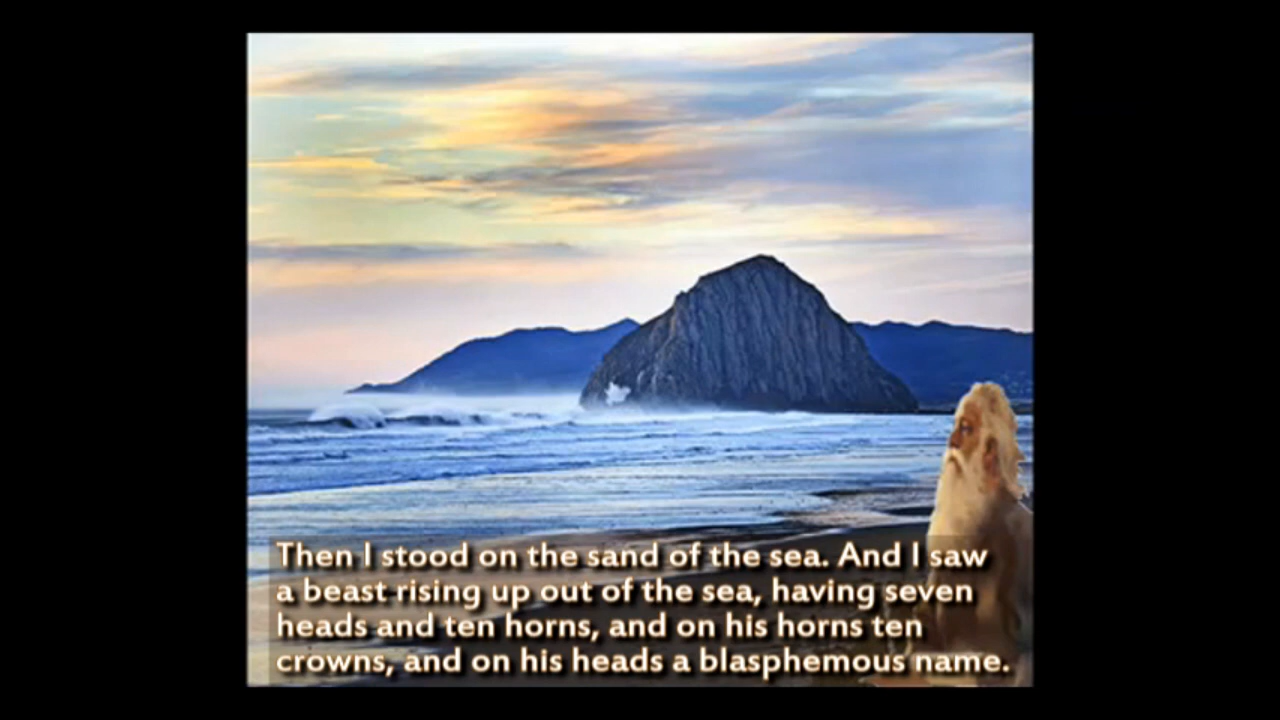 Then I stood on the sand of the sea. And I saw
a beast rising up out of the sea, having seven
heads and ten horns, and on his horns ten
crowns, and on his heads a blasphemous name.